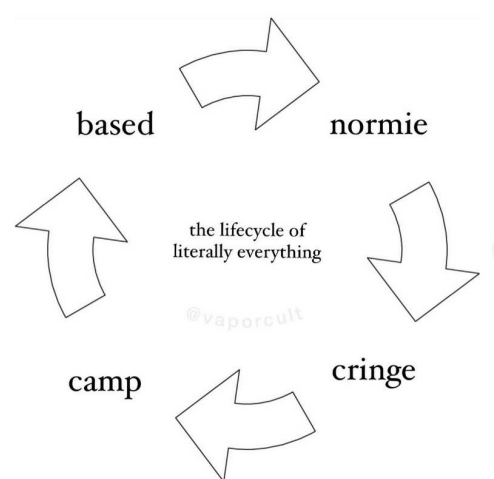 based
normie
the lifecycle of
literally everything
@vaporcult
cringe
camp